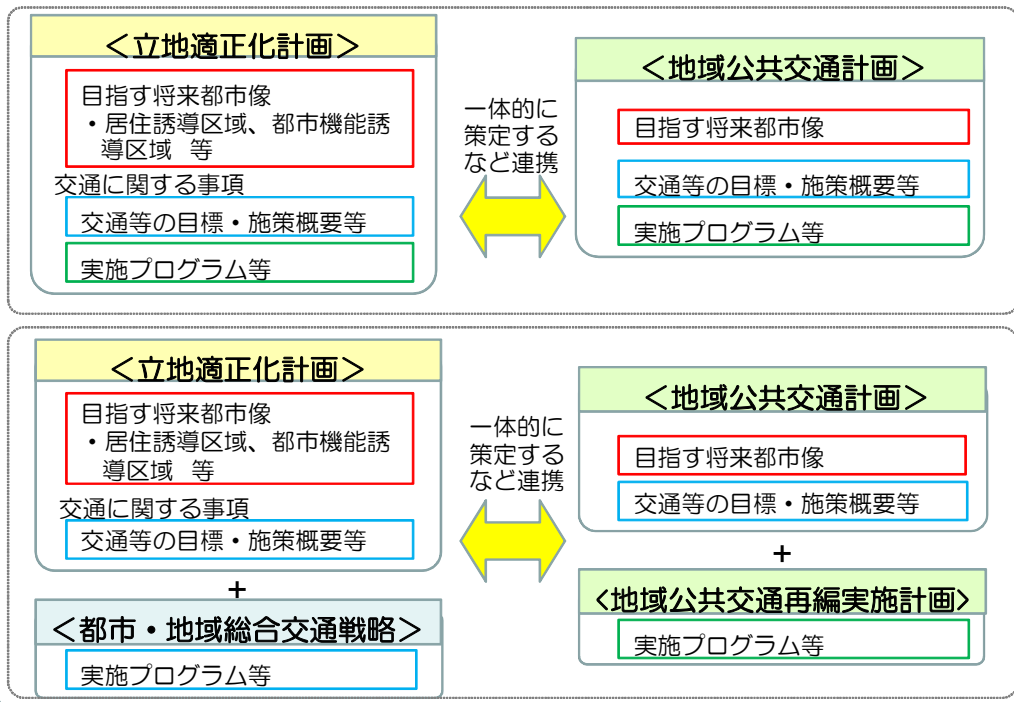 ＜立地適正化計画＞
目指す将来都市像
・居住誘導区域、都市機能誘
導区域 等
交通に関する事項
交通等の目標・施策概要等
実施プログラム等
一体的に
策定する
など連携
＜地域公共交通計画＞
目指す将来都市像
交通等の目標・施策概要等
実施プログラム等
＜立地適正化計画＞
目指す将来都市像
・居住誘導区域、都市機能誘
導区域 等
交通に関する事項
交通等の目標・施策概要等
+
＜都市・地域総合交通戦略＞
実施プログラム等
一体的に
策定する
など連携
＜地域公共交通計画＞
目指す将来都市像
交通等の目標・施策概要等
+
<地域公共交通再編実施計画>
実施プログラム等